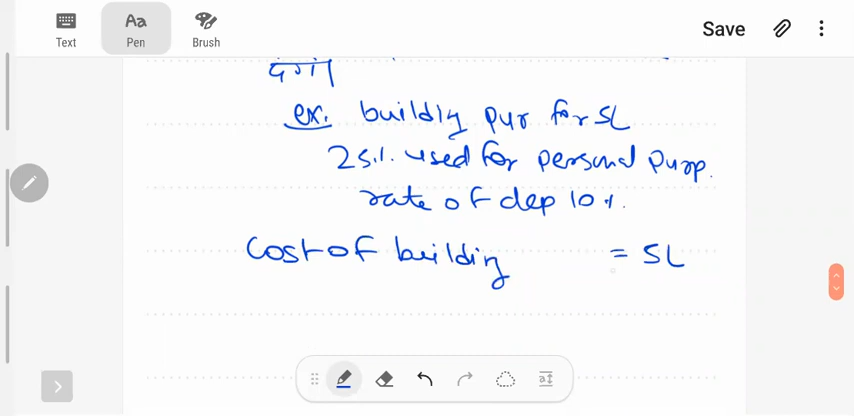 Text Pen Brush Save
ex. building pur for 5L
25% used for personal purp.
rate of dep 10%.
Cost of building = 5L